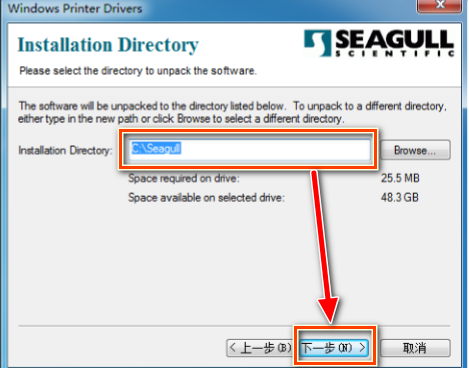 Windows Printer Drivers
Installation Directory
SEAGULL
SCIENTIFIC
Please select the directory to unpack the software.
The software will be unpacked to the directory listed below. To unpack to a different directory,
either type in the new path or click Browse to select a different directory.
Installation Directory: C:\Seagull Browse...
Space required on drive: 25.5 MB
Space available on selected drive: 48.3 GB
< 上一步(B) 下一步(N) > 取消